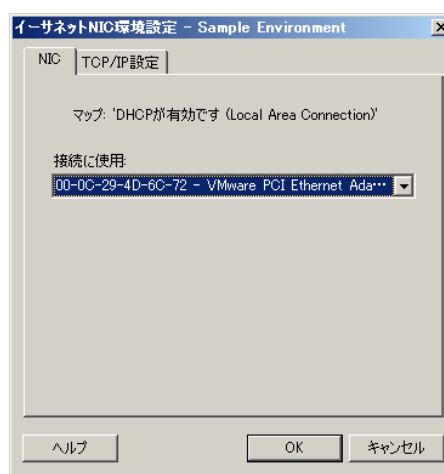 イーサネットNIC環境設定 - Sample Environment
NIC TCP/IP設定
マップ: 'DHCPが有効です (Local Area Connection)'
接続に使用:
00-0C-29-4D-6C-72 - VMware PCI Ethernet Ada…
ヘルプ OK キャンセル